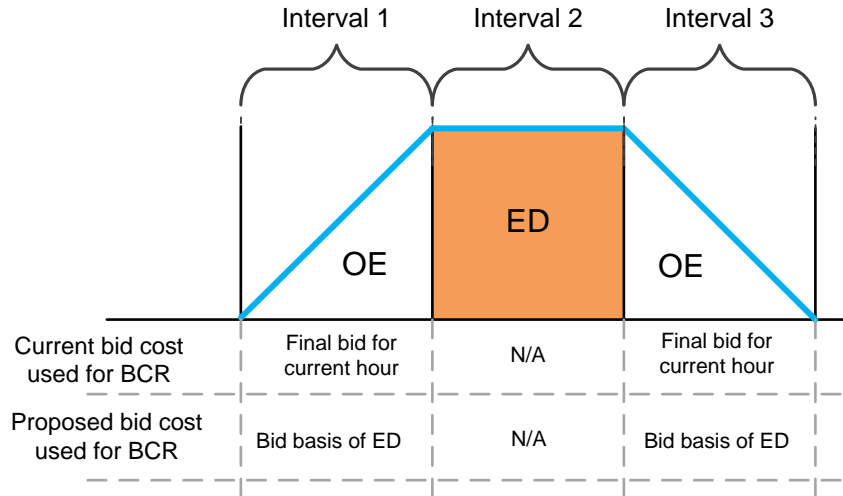 Interval 1 Interval 2 Interval 3
ED
OE OE
Current bid cost
used for BCR
Final bid for
current hour
N/A
Final bid for
current hour
Proposed bid cost
used for BCR
Bid basis of ED
N/A
Bid basis of ED